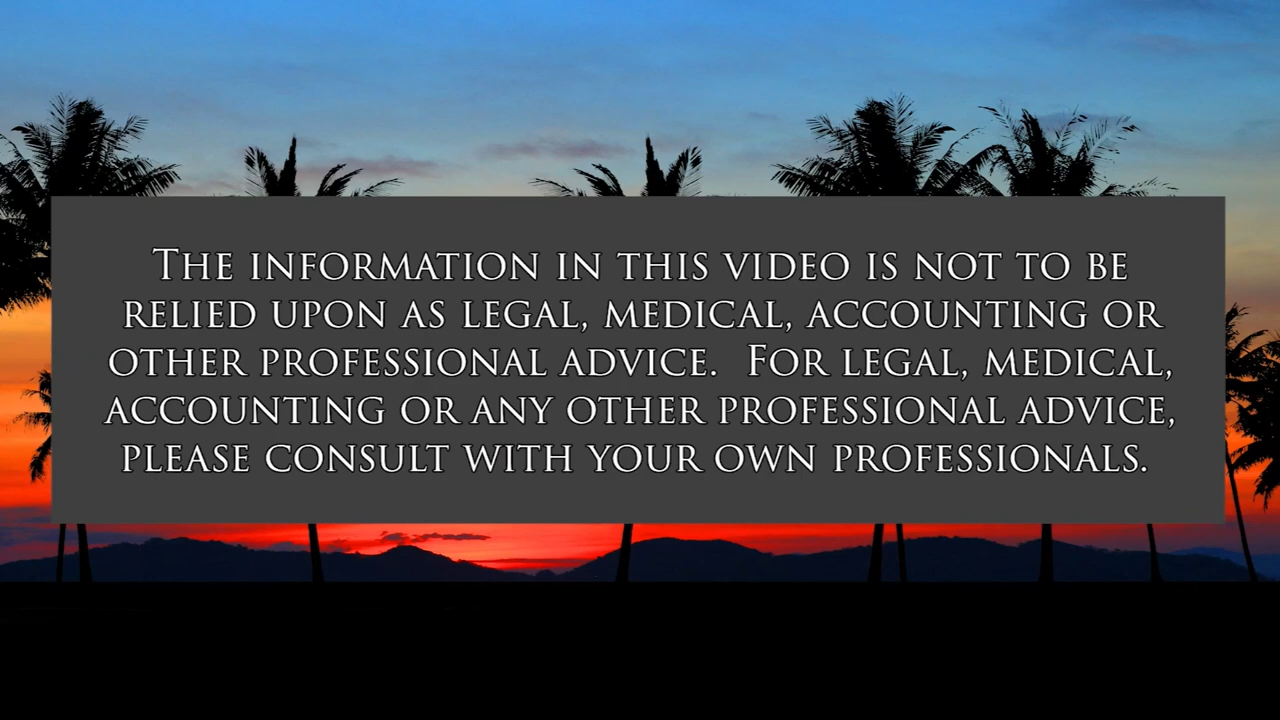 The information in this video is not to be
relied upon as legal, medical, accounting or
other professional advice.  For legal, medical,
accounting or any other professional advice,
please consult with your own professionals.